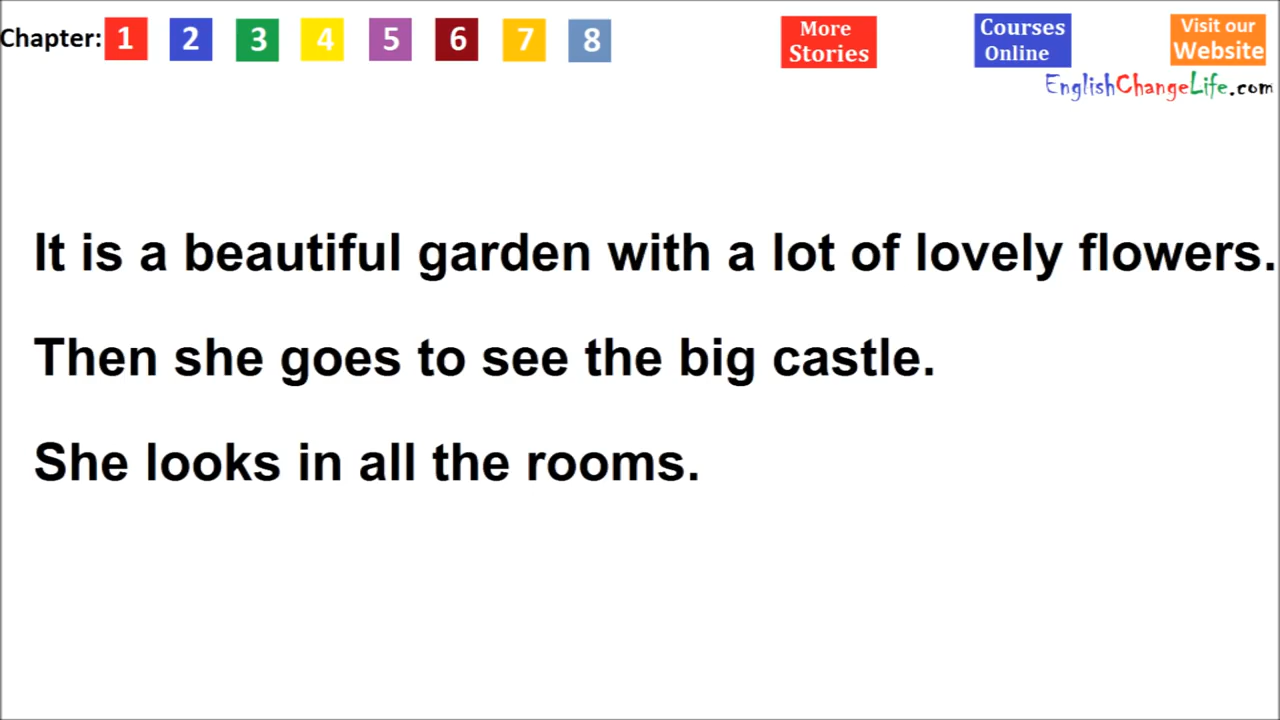 Chapter: 1 2 3 4 5 6 7 8
More
Stories
Courses
Online
Visit our
Website
EnglishChangeLife.com
It is a beautiful garden with a lot of lovely flowers.
Then she goes to see the big castle.
She looks in all the rooms.